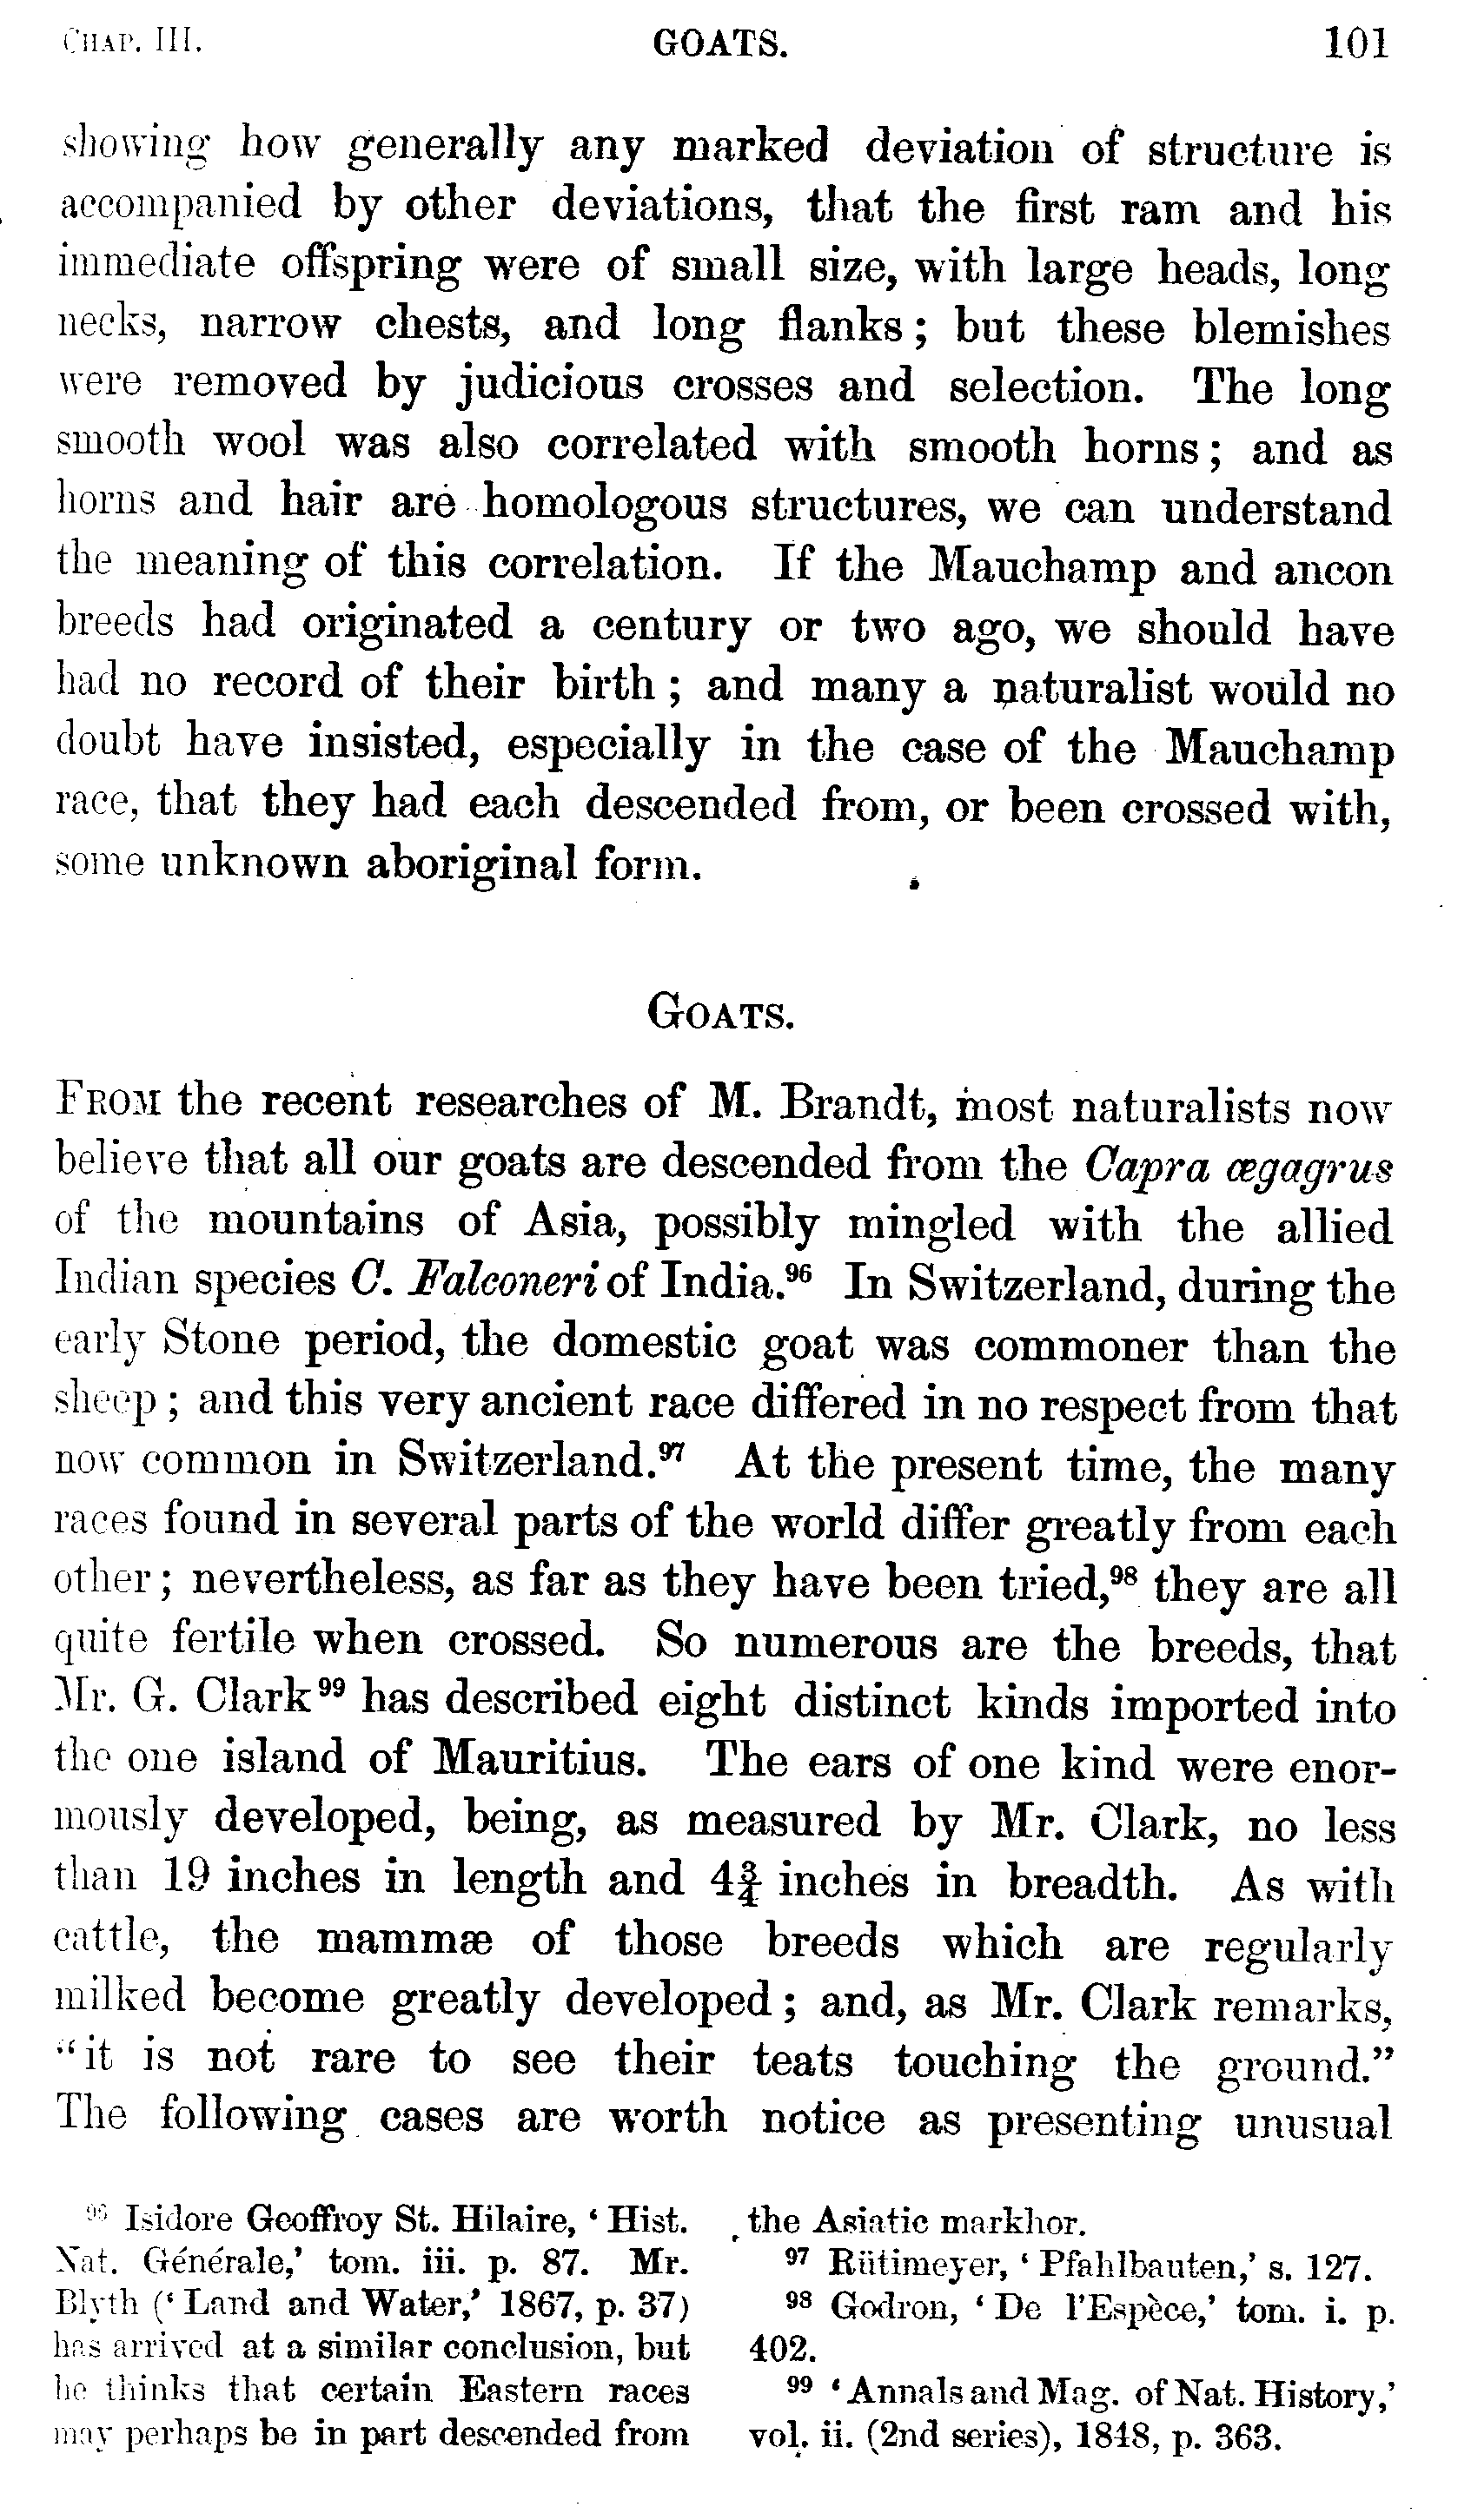 CHAP. III. GOATS. 101
showing how generally any marked deviation of structure is
accompanied by other deviations, that the first ram and his
immediate offspring were of small size, with large heads, long
necks, narrow chests, and long flanks; but these blemishes
were removed by judicious crosses and selection. The long
smooth wool was also correlated with smooth horns; and as
horns and hair are homologous structures, we can understand
the meaning of this correlation. If the Mauchamp and ancon
breeds had originated a century or two ago, we should have
had no record of their birth; and many a naturalist would no
doubt have insisted, especially in the case of the Mauchamp
race, that they had each descended from, or been crossed with,
some unknown aboriginal form.
GOATS.
FROM the recent researches of M. Brandt, most naturalists now
believe that all our goats are descended from the Capra ægagrus
of the mountains of Asia, possibly mingled with the allied
Indian species C. Falconeri of India.⁹⁶ In Switzerland, during the
early Stone period, the domestic goat was commoner than the
sheep; and this very ancient race differed in no respect from that
now common in Switzerland.⁹⁷ At the present time, the many
races found in several parts of the world differ greatly from each
other; nevertheless, as far as they have been tried,⁹⁸ they are all
quite fertile when crossed. So numerous are the breeds, that
Mr. G. Clark⁹⁹ has described eight distinct kinds imported into
the one island of Mauritius. The ears of one kind were enor-
mously developed, being, as measured by Mr. Clark, no less
than 19 inches in length and 4¾ inches in breadth. As with
cattle, the mammæ of those breeds which are regularly
milked become greatly developed; and, as Mr. Clark remarks,
“it is not rare to see their teats touching the ground.”
The following cases are worth notice as presenting unusual
⁹⁶ Isidore Geoffroy St. Hilaire, ‘Hist.
Nat. Générale,’ tom. iii. p. 87. Mr.
Blyth (‘Land and Water,’ 1867, p. 37)
has arrived at a similar conclusion, but
he thinks that certain Eastern races
may perhaps be in part descended from
the Asiatic markhor.
⁹⁷ Rütimeyer, ‘Pfahlbauten,’ s. 127.
⁹⁸ Godron, ‘De l’Espèce,’ tom. i. p.
402.
⁹⁹ ‘Annals and Mag. of Nat. History,’
vol. ii. (2nd series), 1848, p. 363.